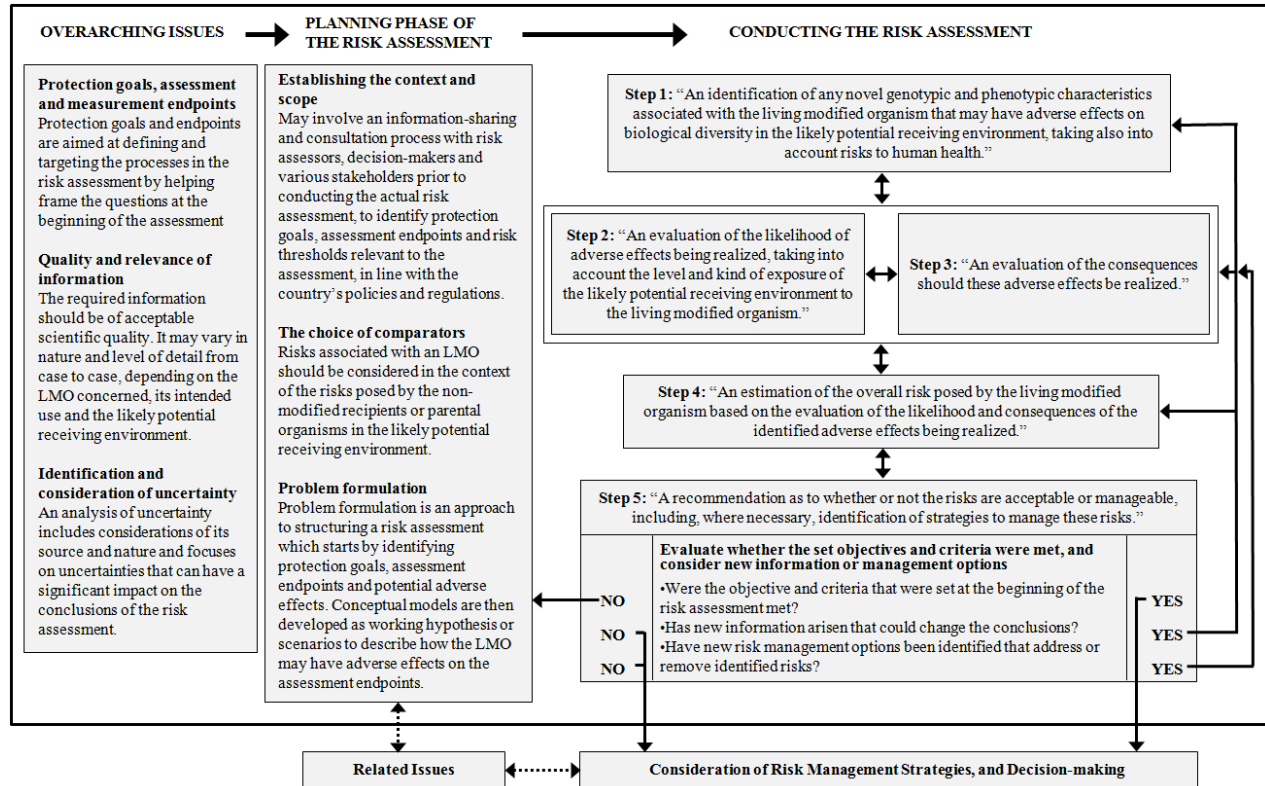 OVERARCHING ISSUES
PLANNING PHASE OF
THE RISK ASSESSMENT
CONDUCTING THE RISK ASSESSMENT
Protection goals, assessment
and measurement endpoints
Protection goals and endpoints
are aimed at defining and
targeting the processes in the
risk assessment by helping
frame the questions at the
beginning of the assessment
Quality and relevance of
information
The required information
should be of acceptable
scientific quality. It may vary in
nature and level of detail from
case to case, depending on the
LMO concerned, its intended
use and the likely potential
receiving environment.
Identification and
consideration of uncertainty
An analysis of uncertainty
includes considerations of its
source and nature and focuses
on uncertainties that can have a
significant impact on the
conclusions of the risk
assessment.
Establishing the context and
scope
May involve an information-sharing
and consultation process with risk
assessors, decision-makers and
various stakeholders prior to
conducting the actual risk
assessment, to identify protection
goals, assessment endpoints and risk
thresholds relevant to the
assessment, in line with the
country's policies and regulations.
The choice of comparators
Risks associated with an LMO
should be considered in the
context of the risks posed by the
non-
modified recipients or parental
organisms in the likely potential
receiving environment.
Problem formulation
Problem formulation is an approach
to structuring a risk assessment
which starts by identifying
protection goals, assessment
endpoints and potential adverse
effects. Conceptual models are then
developed as working hypothesis or
scenarios to describe how the LMO
may have adverse effects on the
assessment endpoints.
Step 1: “An identification of any novel genotypic and phenotypic characteristics
associated with the living modified organism that may have adverse effects on
biological diversity in the likely potential receiving environment, taking also into
account risks to human health.”
Step 2: “An evaluation of the likelihood of
adverse effects being realized, taking into
account the level and kind of exposure of
the likely potential receiving environment to
the living modified organism.”
Step 3: “An evaluation of the consequences
should these adverse effects be realized.”
Step 4: “An estimation of the overall risk posed by the living modified
organism based on the evaluation of the likelihood and consequences of the
identified adverse effects being realized.”
Step 5: “A recommendation as to whether or not the risks are acceptable or manageable,
including, where necessary, identification of strategies to manage these risks.”
Evaluate whether the set objectives and criteria were met, and
consider new information or management options
•Were the objective and criteria that were set at the beginning of the
risk assessment met?
•Has new information arisen that could change the conclusions?
•Have new risk management options been identified that address or
remove identified risks?
NO
NO
NO
YES
YES
YES
Related Issues
Consideration of Risk Management Strategies, and Decision-making